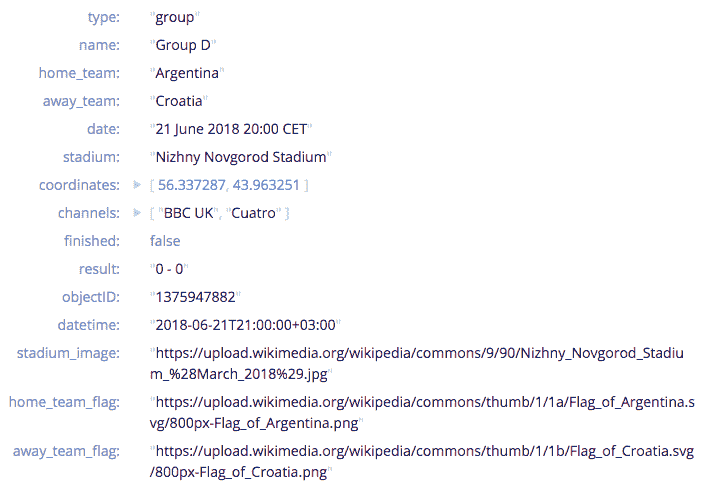 type: "group"
name: "Group D"
home_team: "Argentina"
away_team: "Croatia"
date: "21 June 2018 20:00 CET"
stadium: "Nizhny Novgorod Stadium"
coordinates: [ 56.337287, 43.963251 ]
channels: [ "BBC UK", "Cuatro" ]
finished: false
result: "0 - 0"
objectID: "1375947882"
datetime: "2018-06-21T21:00:00+03:00"
stadium_image: "https://upload.wikimedia.org/wikipedia/commons/9/90/Nizhny_Novgorod_Stadiu
m_%28March_2018%29.jpg"
home_team_flag: "https://upload.wikimedia.org/wikipedia/commons/thumb/1/1a/Flag_of_Argentina.s
vg/800px-Flag_of_Argentina.png"
away_team_flag: "https://upload.wikimedia.org/wikipedia/commons/thumb/1/1b/Flag_of_Croatia.svg
/800px-Flag_of_Croatia.png"